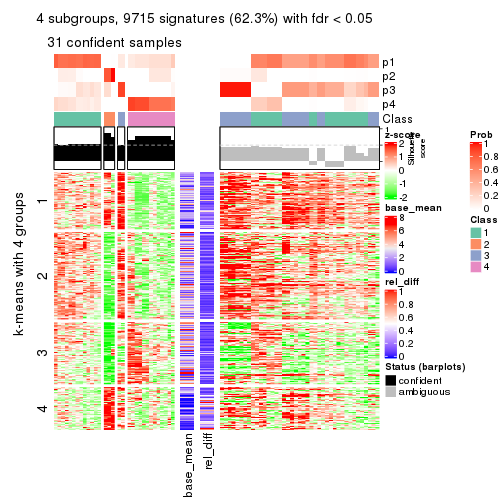 4 subgroups, 9715 signatures (62.3%) with fdr < 0.05
31 confident samples
p1
p2
p3
p4
Class
1
Silhouette
score
k-means with 4 groups
1
2
3
4
base_mean
rel_diff
z-score
2
1
0
-1
-2
base_mean
8
6
4
2
0
rel_diff
1
0.8
0.6
0.4
0.2
0
Status (barplots)
confident
ambiguous
Prob
1
0.8
0.6
0.4
0.2
0
Class
1
2
3
4